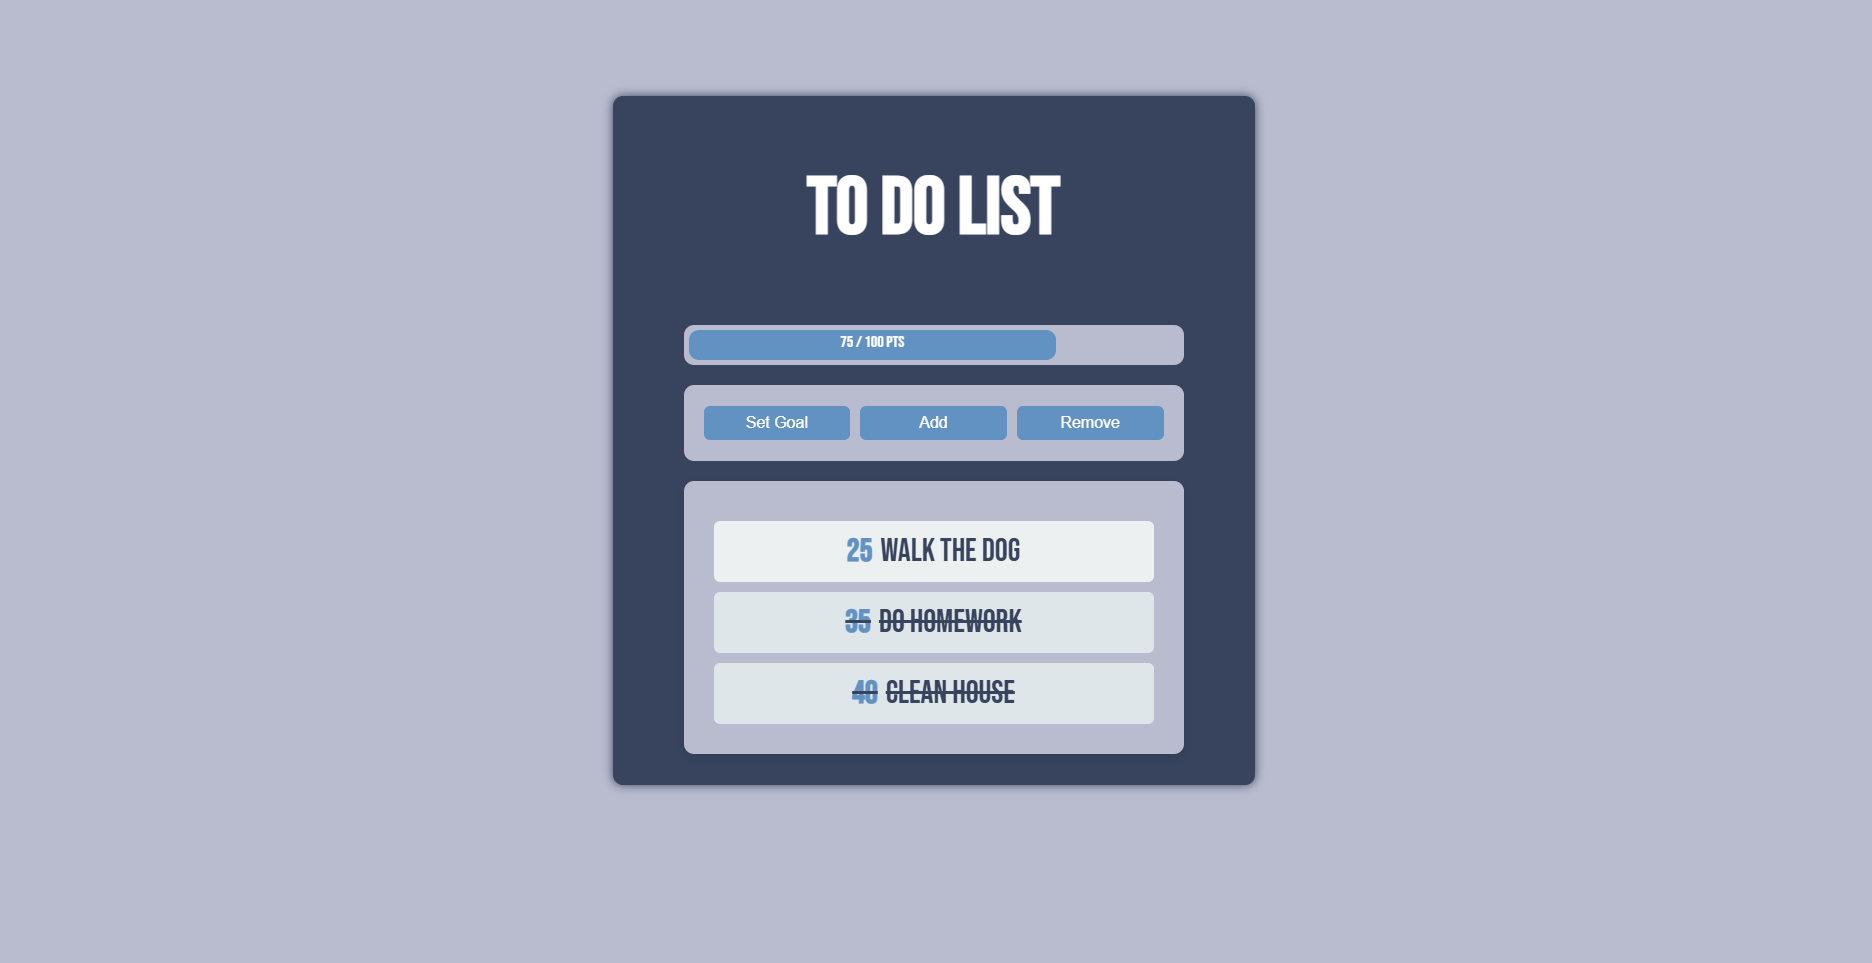 TO DO LIST
75 / 100 PTS
Set Goal Add Remove
25 WALK THE DOG
35 DO HOMEWORK
40 CLEAN HOUSE